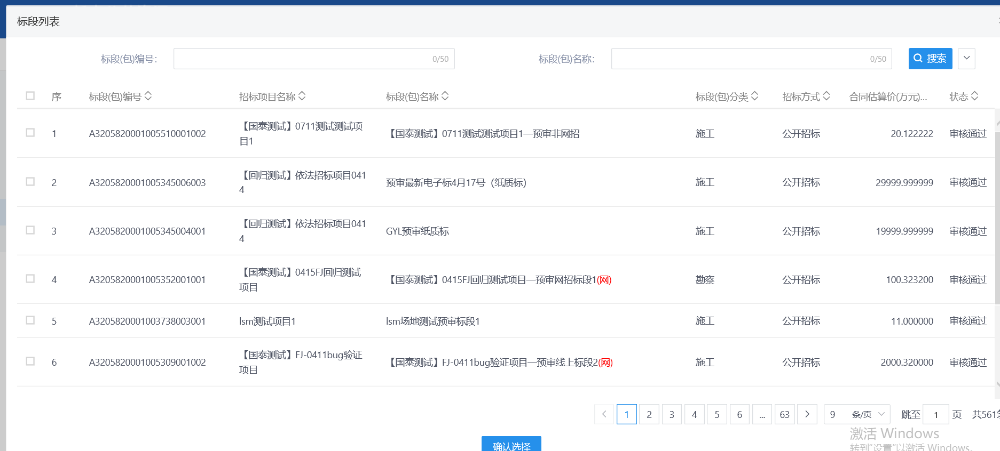 标段列表
标段(包)编号： 0/50 标段(包)名称： 0/50 搜索
序 标段(包)编号 招标项目名称 标段(包)名称 标段(包)分类 招标方式 合同估算价(万元)... 状态
1 A3205820001005510001002 【国泰测试】0711测试测试项目1 【国泰测试】0711测试测试项目1—预审非网招 施工 公开招标 20.122222 审核通过
2 A3205820001005345006003 【回归测试】依法招标项目0414 预审最新电子标4月17号（纸质标） 施工 公开招标 29999.999999 审核通过
3 A3205820001005345004001 【回归测试】依法招标项目0414 GYL预审纸质标 施工 公开招标 19999.999999 审核通过
4 A3205820001005352001001 【国泰测试】0415FJ回归测试项目 【国泰测试】0415FJ回归测试项目—预审网招标段1(网) 勘察 公开招标 100.323200 审核通过
5 A3205820001003738003001 lsm测试项目1 lsm场地测试预审标段1 施工 公开招标 11.000000 审核通过
6 A3205820001005309001002 【国泰测试】FJ-0411bug验证项目 【国泰测试】FJ-0411bug验证项目—预审线上标段2(网) 施工 公开招标 2000.320000 审核通过
1 2 3 4 5 6 ... 63 9 条/页 跳至 1 页 共561条
确认选择
激活 Windows
转到"设置"以激活 Windows。